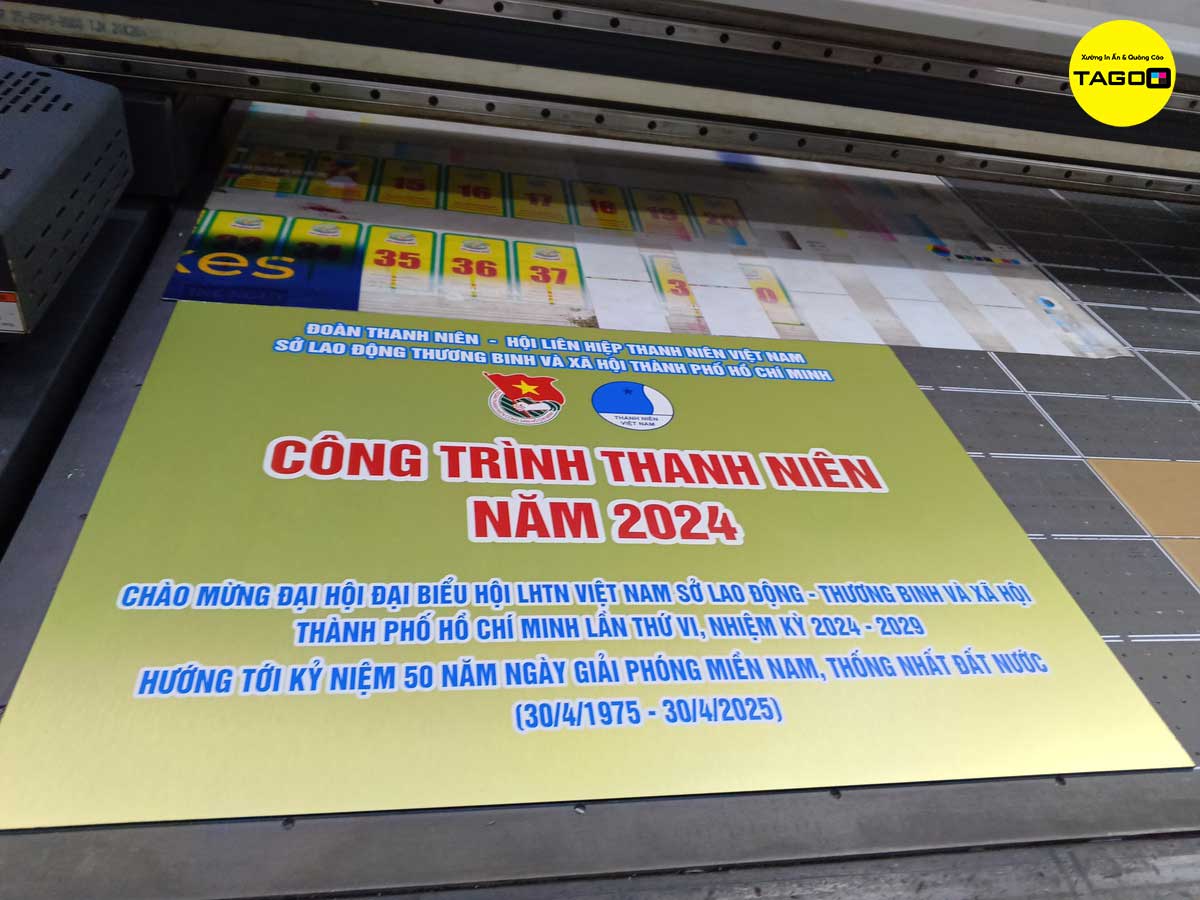 Xưởng In Ấn & Quảng Cáo
TAGO
15 16 17 18 19 20
35 36 37
kes
ĐOÀN THANH NIÊN - HỘI LIÊN HIỆP THANH NIÊN VIỆT NAM
SỞ LAO ĐỘNG THƯƠNG BINH VÀ XÃ HỘI THÀNH PHỐ HỒ CHÍ MINH
THANH NIÊN
VIỆT NAM
CÔNG TRÌNH THANH NIÊN
NĂM 2024
CHÀO MỪNG ĐẠI HỘI ĐẠI BIỂU HỘI LHTN VIỆT NAM SỞ LAO ĐỘNG - THƯƠNG BINH VÀ XÃ HỘI
THÀNH PHỐ HỒ CHÍ MINH LẦN THỨ VI, NHIỆM KỲ 2024 - 2029
HƯỚNG TỚI KỶ NIỆM 50 NĂM NGÀY GIẢI PHÓNG MIỀN NAM, THỐNG NHẤT ĐẤT NƯỚC
(30/4/1975 - 30/4/2025)